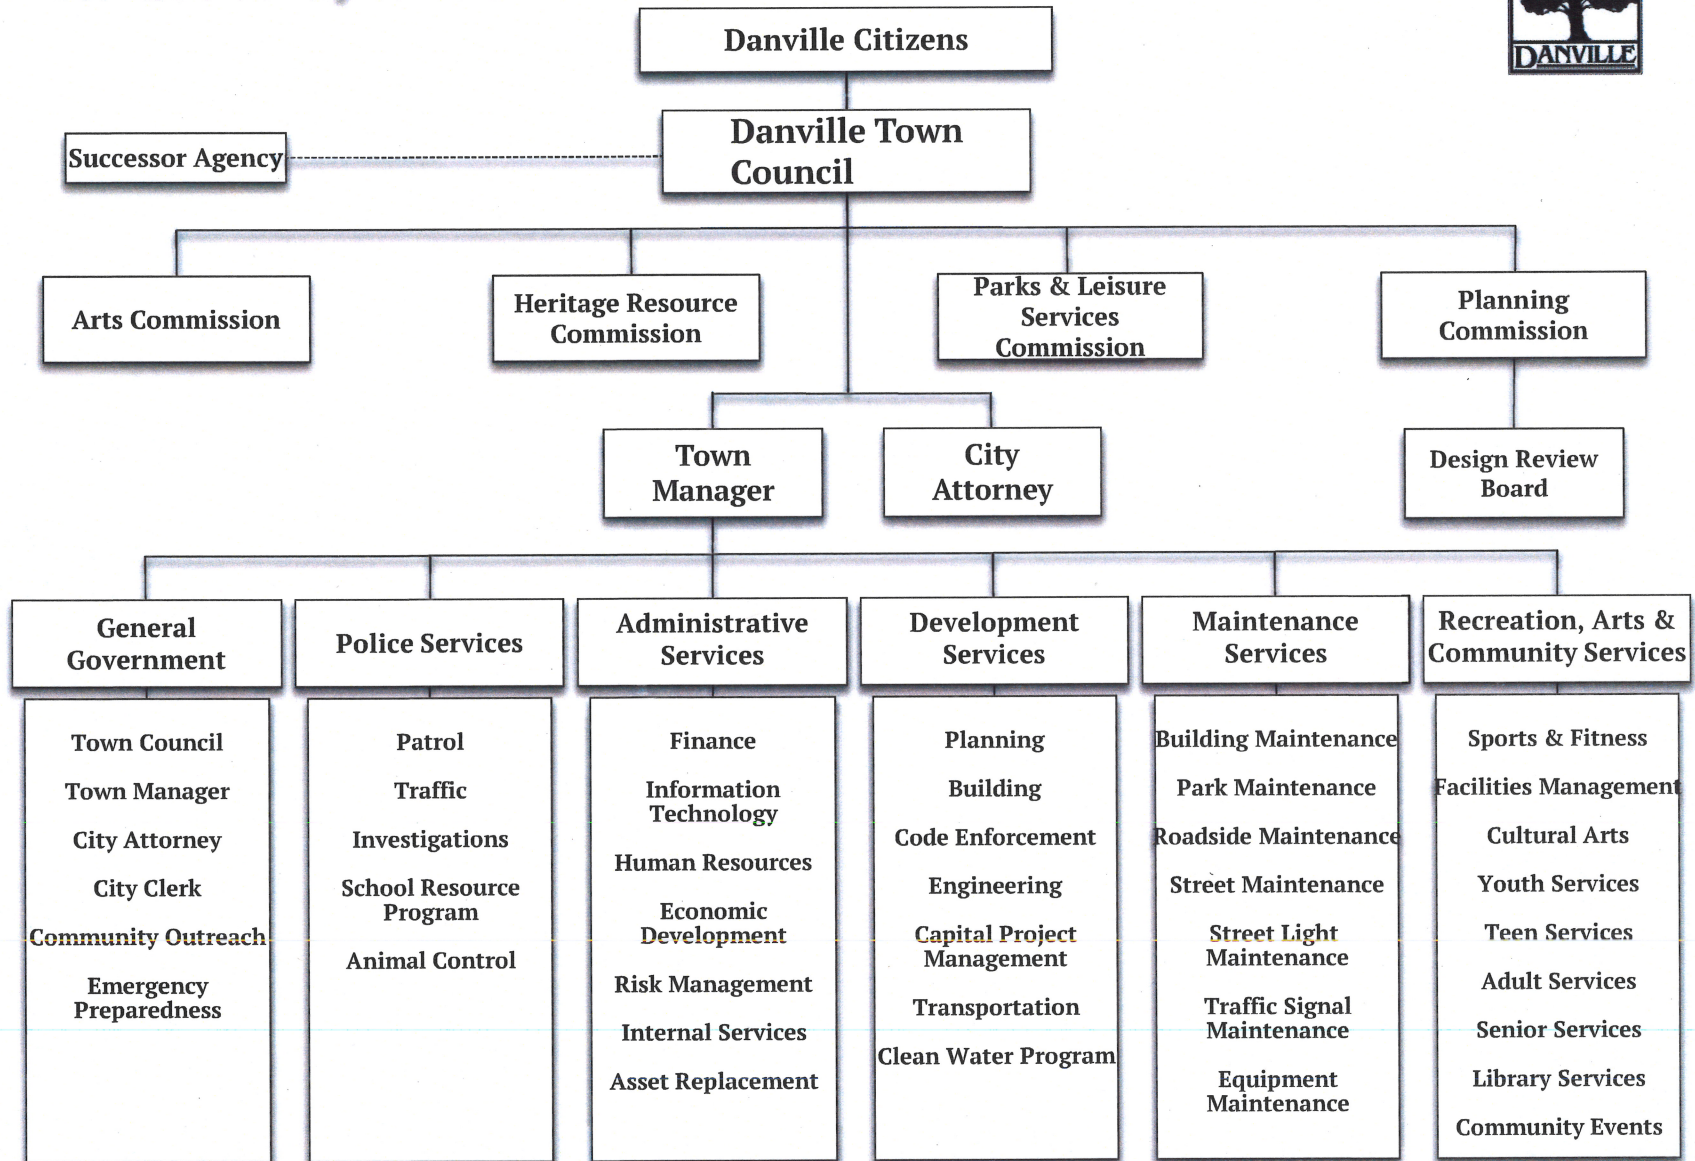 Danville Citizens
DANVILLE
Danville Town
Council
Successor Agency
Arts Commission
Heritage Resource
Commission
Parks & Leisure
Services
Commission
Planning
Commission
Town
Manager
City
Attorney
Design Review
Board
General
Government
Police Services
Administrative
Services
Development
Services
Maintenance
Services
Recreation, Arts &
Community Services
Town Council
Town Manager
City Attorney
City Clerk
Community Outreach
Emergency
Preparedness
Patrol
Traffic
Investigations
School Resource
Program
Animal Control
Finance
Information
Technology
Human Resources
Economic
Development
Risk Management
Internal Services
Asset Replacement
Planning
Building
Code Enforcement
Engineering
Capital Project
Management
Transportation
Clean Water Program
Building Maintenance
Park Maintenance
Roadside Maintenance
Street Maintenance
Street Light
Maintenance
Traffic Signal
Maintenance
Equipment
Maintenance
Sports & Fitness
Facilities Management
Cultural Arts
Youth Services
Teen Services
Adult Services
Senior Services
Library Services
Community Events